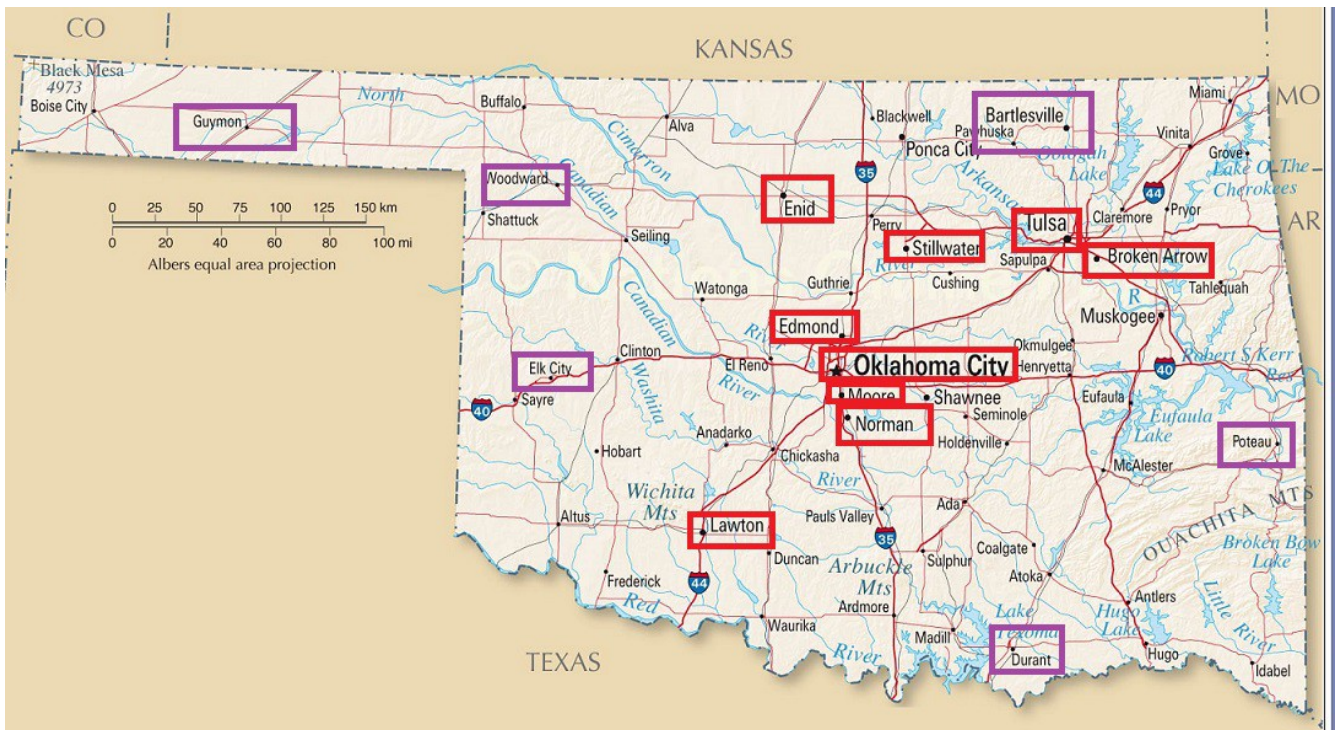 CO
KANSAS
MO
AR
TEXAS
Black Mesa
4973
Boise City
Guymon
North
Buffalo
Cimarron
Alva
Blackwell
Ponca City
Pawhuska
Bartlesville
Oologah
Lake
Miami
Vinita
Grove
Lake O' The
Cherokees
Woodward
Canadian
Shattuck
Enid
35
Arkansas
Tulsa
44
Claremore
Pryor
0 25 50 75 100 125 150 km
0 20 40 60 80 100 mi
Albers equal area projection
Seiling
Perry
Stillwater
River
Sapulpa
Broken Arrow
Watonga
Guthrie
Cushing
Tahlequah
R
Muskogee
Canadian
River
Edmond
Okmulgee
Elk City
Clinton
El Reno
Oklahoma City
Henryetta
40
Robert S Kerr
Res
River
Washita
40
Sayre
Moore
Shawnee
Eufaula
Norman
Seminole
Eufaula
Lake
Anadarko
Holdenville
Poteau
Hobart
Chickasha
McAlester
Wichita
Mts
River
OUACHITA MTS
Altus
Lawton
Pauls Valley
Ada
35
Coalgate
Broken Bow
Lake
Duncan
Arbuckle
Mts
Sulphur
Frederick
44
Atoka
Red
Ardmore
Lake
Texoma
Antlers
Hugo
Lake
Little River
Waurika
River
Madill
Durant
Hugo
Idabel